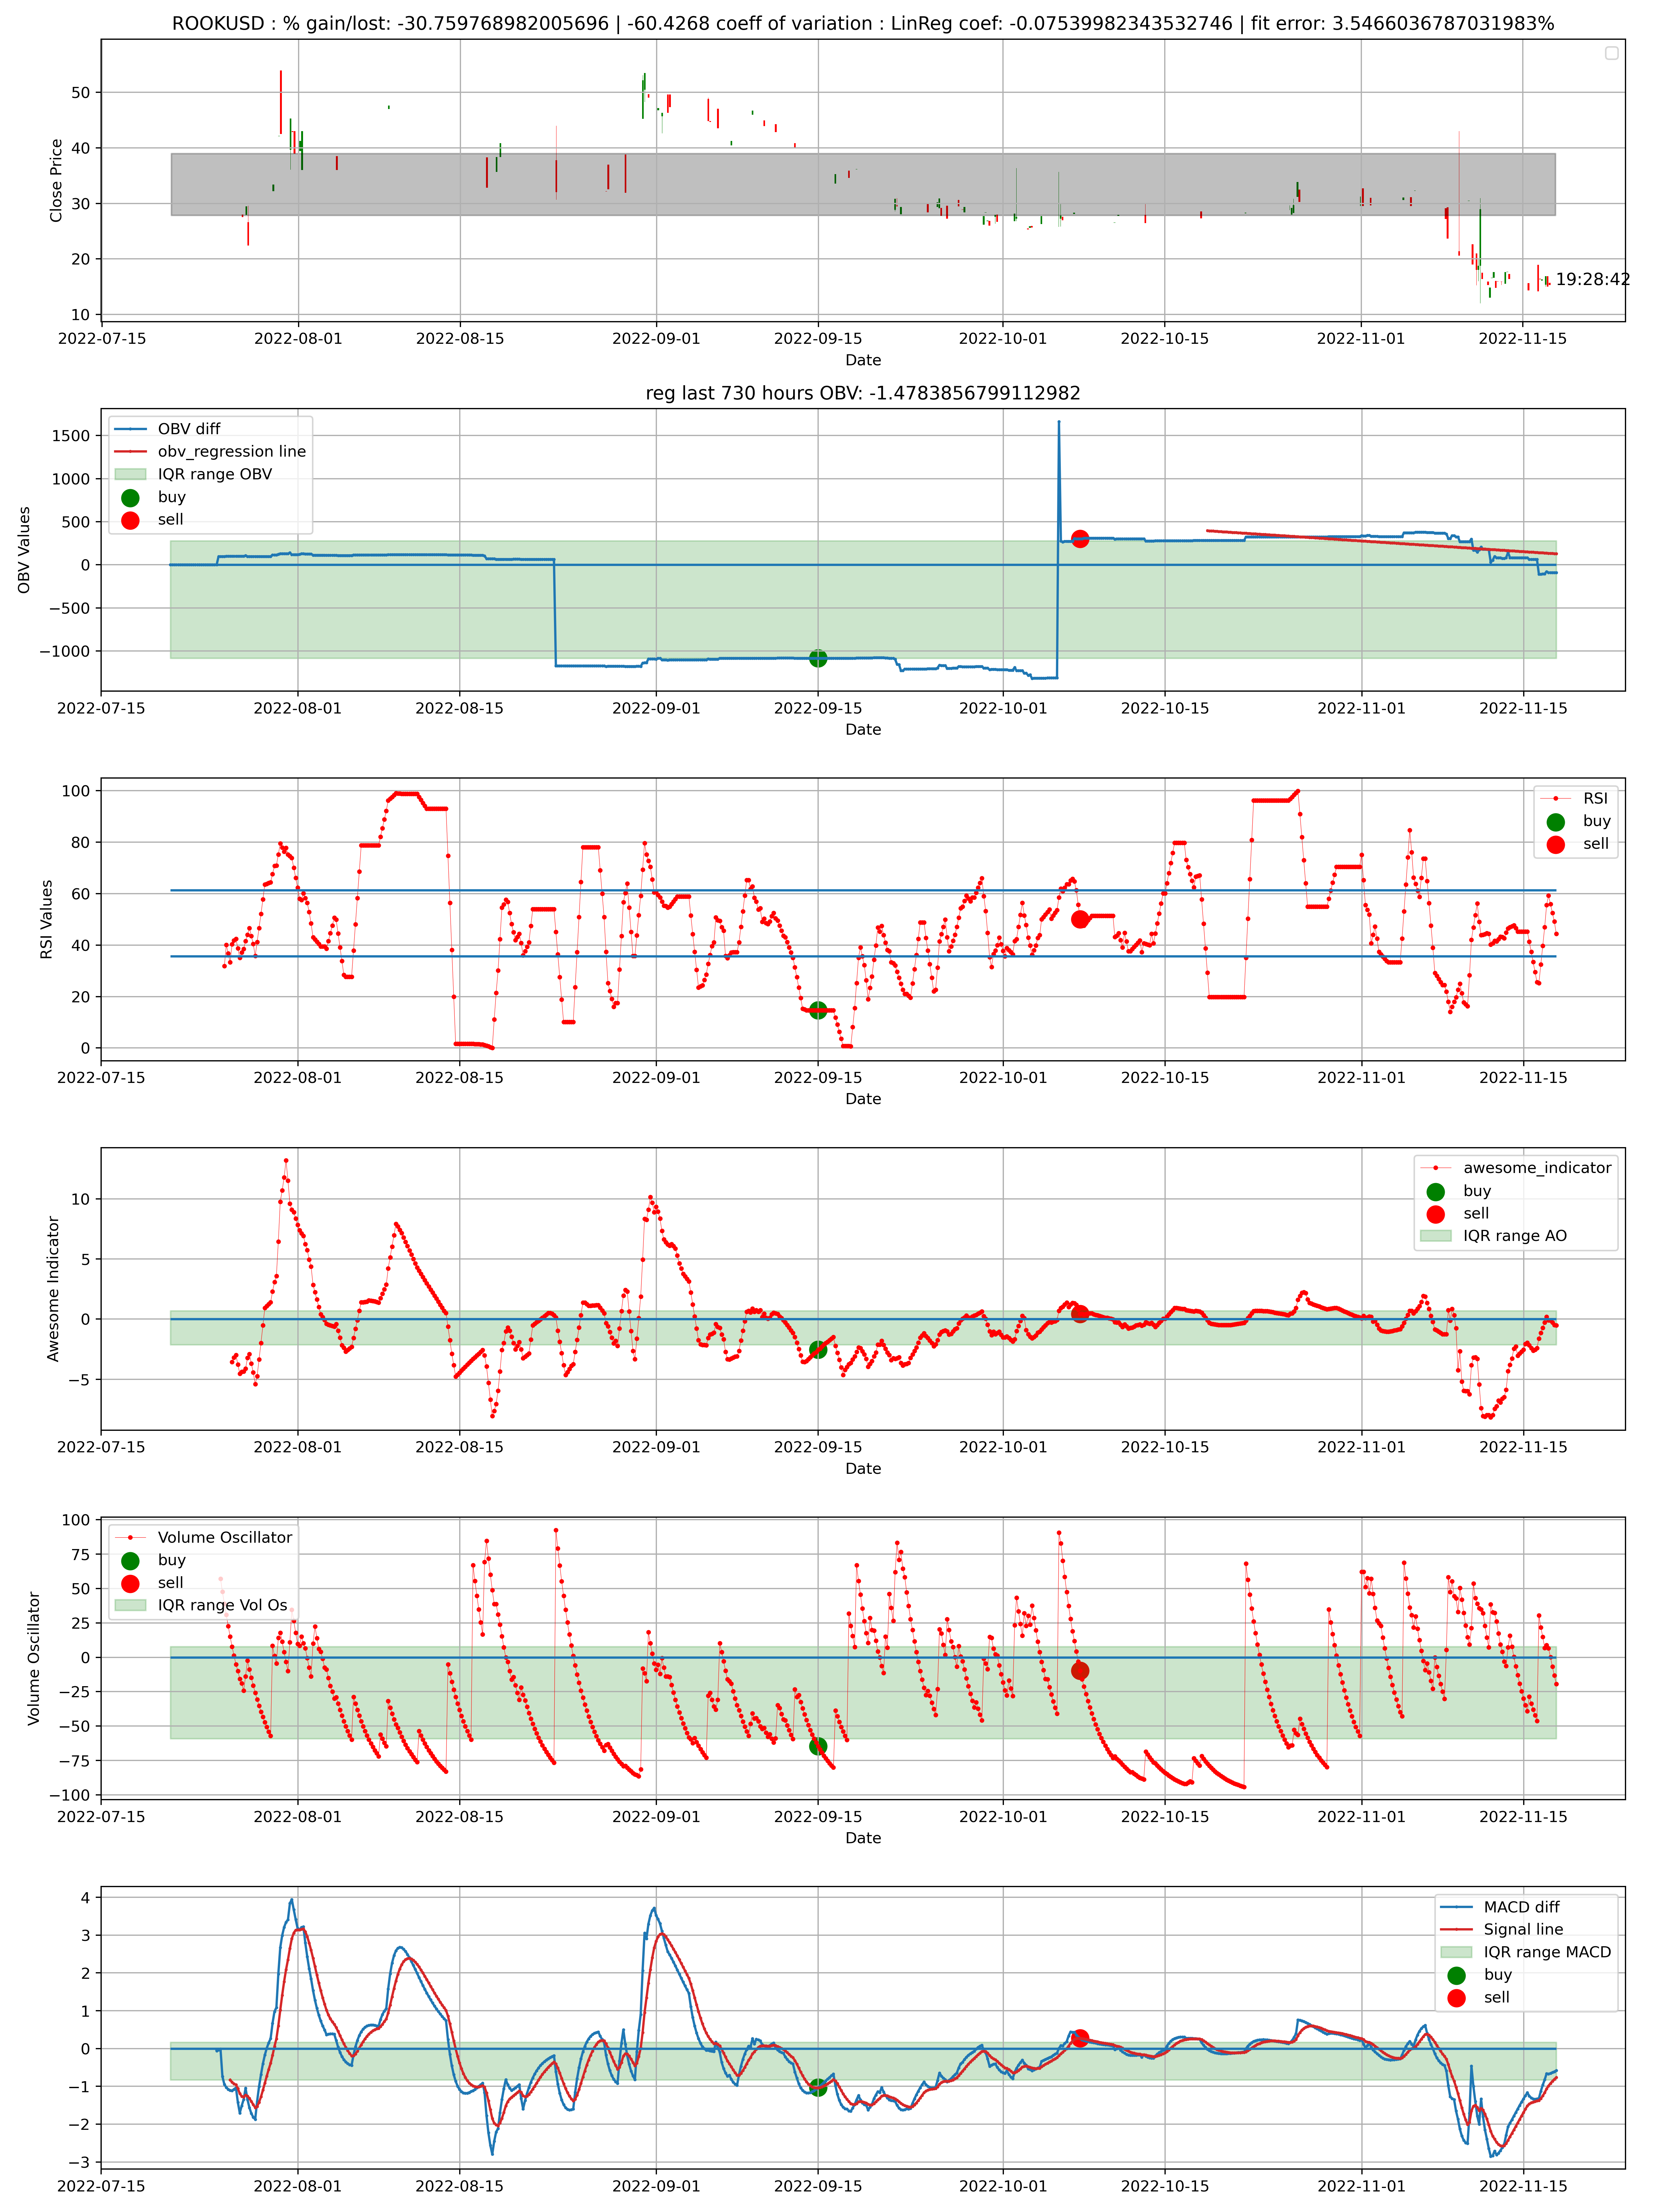 ROOKUSD : % gain/lost: -30.759768982005696 | -60.4268 coeff of variation : LinReg coef: -0.07539982343532746 | fit error: 3.5466036787031983%
50
40
30
20
10
Close Price
19:28:42
2022-07-15 2022-08-01 2022-08-15 2022-09-01 2022-09-15 2022-10-01 2022-10-15 2022-11-01 2022-11-15
Date
reg last 730 hours OBV: -1.4783856799112982
OBV diff
obv_regression line
IQR range OBV
buy
sell
1500
1000
500
0
−500
−1000
OBV Values
2022-07-15 2022-08-01 2022-08-15 2022-09-01 2022-09-15 2022-10-01 2022-10-15 2022-11-01 2022-11-15
Date
RSI
buy
sell
100
80
60
40
20
0
RSI Values
2022-07-15 2022-08-01 2022-08-15 2022-09-01 2022-09-15 2022-10-01 2022-10-15 2022-11-01 2022-11-15
Date
awesome_indicator
buy
sell
IQR range AO
10
5
0
−5
Awesome Indicator
2022-07-15 2022-08-01 2022-08-15 2022-09-01 2022-09-15 2022-10-01 2022-10-15 2022-11-01 2022-11-15
Date
Volume Oscillator
buy
sell
IQR range Vol Os
100
75
50
25
0
−25
−50
−75
−100
Volume Oscillator
2022-07-15 2022-08-01 2022-08-15 2022-09-01 2022-09-15 2022-10-01 2022-10-15 2022-11-01 2022-11-15
Date
MACD diff
Signal line
IQR range MACD
buy
sell
4
3
2
1
0
−1
−2
−3
2022-07-15 2022-08-01 2022-08-15 2022-09-01 2022-09-15 2022-10-01 2022-10-15 2022-11-01 2022-11-15